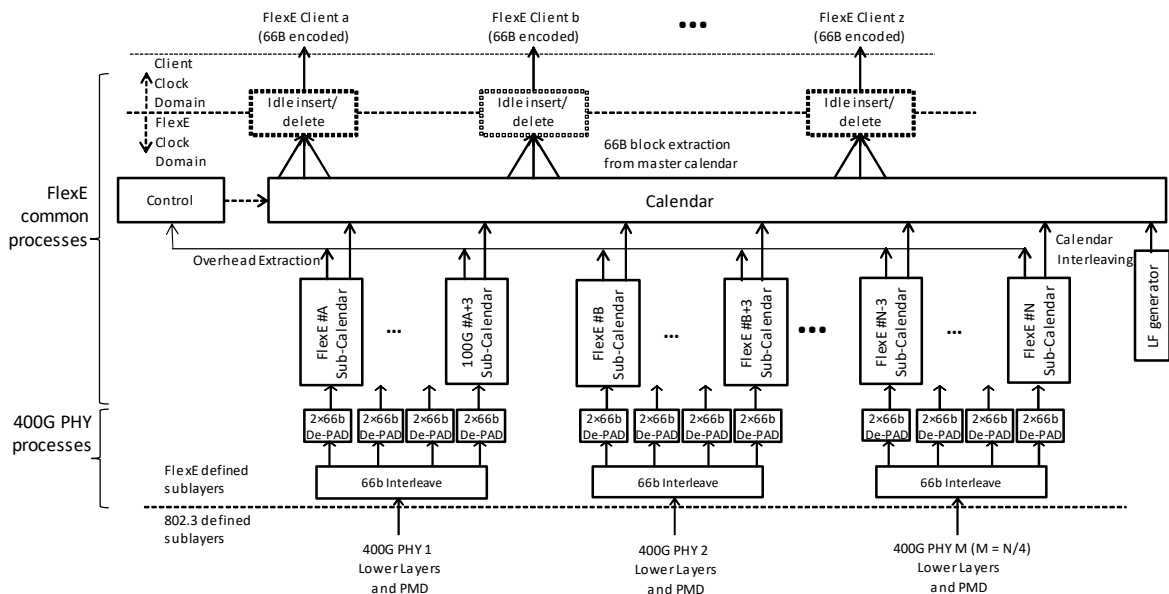 FlexE Client a
(66B encoded)
FlexE Client b
(66B encoded)
•••
FlexE Client z
(66B encoded)
Client
Clock
Domain
FlexE
Clock
Domain
Idle insert/
delete
Idle insert/
delete
Idle insert/
delete
66B block extraction
from master calendar
FlexE
common
processes
Control
Calendar
Overhead Extraction
Calendar
Interleaving
FlexE #A
Sub-Calendar
...
100G #A+3
Sub-Calendar
FlexE #B
Sub-Calendar
...
FlexE #B+3
Sub-Calendar
•••
FlexE #N-3
Sub-Calendar
...
FlexE #N
Sub-Calendar
LF generator
400G PHY
processes
2×66b
De-PAD
2×66b
De-PAD
2×66b
De-PAD
2×66b
De-PAD
2×66b
De-PAD
2×66b
De-PAD
2×66b
De-PAD
2×66b
De-PAD
2×66b
De-PAD
2×66b
De-PAD
2×66b
De-PAD
2×66b
De-PAD
FlexE defined
sublayers
66b Interleave
66b Interleave
66b Interleave
802.3 defined
sublayers
400G PHY 1
Lower Layers
and PMD
400G PHY 2
Lower Layers
and PMD
400G PHY M (M = N/4)
Lower Layers
and PMD